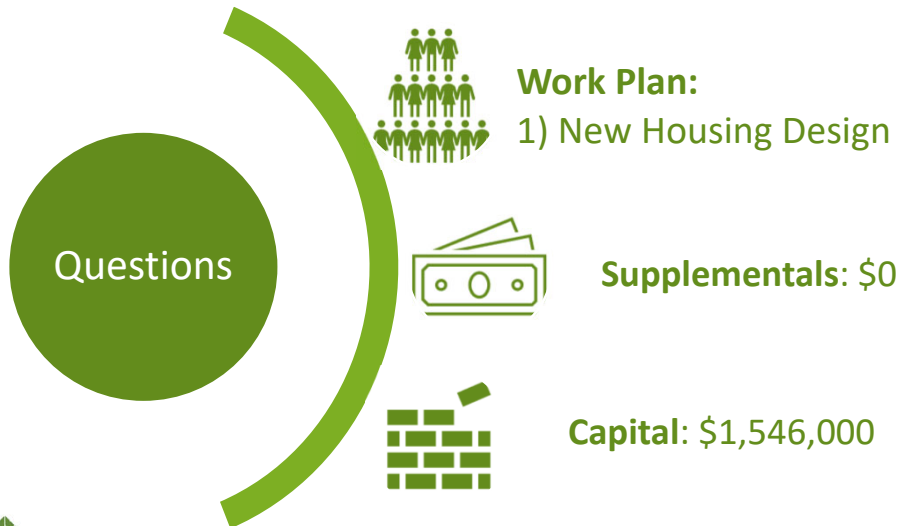 Questions
Work Plan:
1) New Housing Design
Supplementals: $0
Capital: $1,546,000